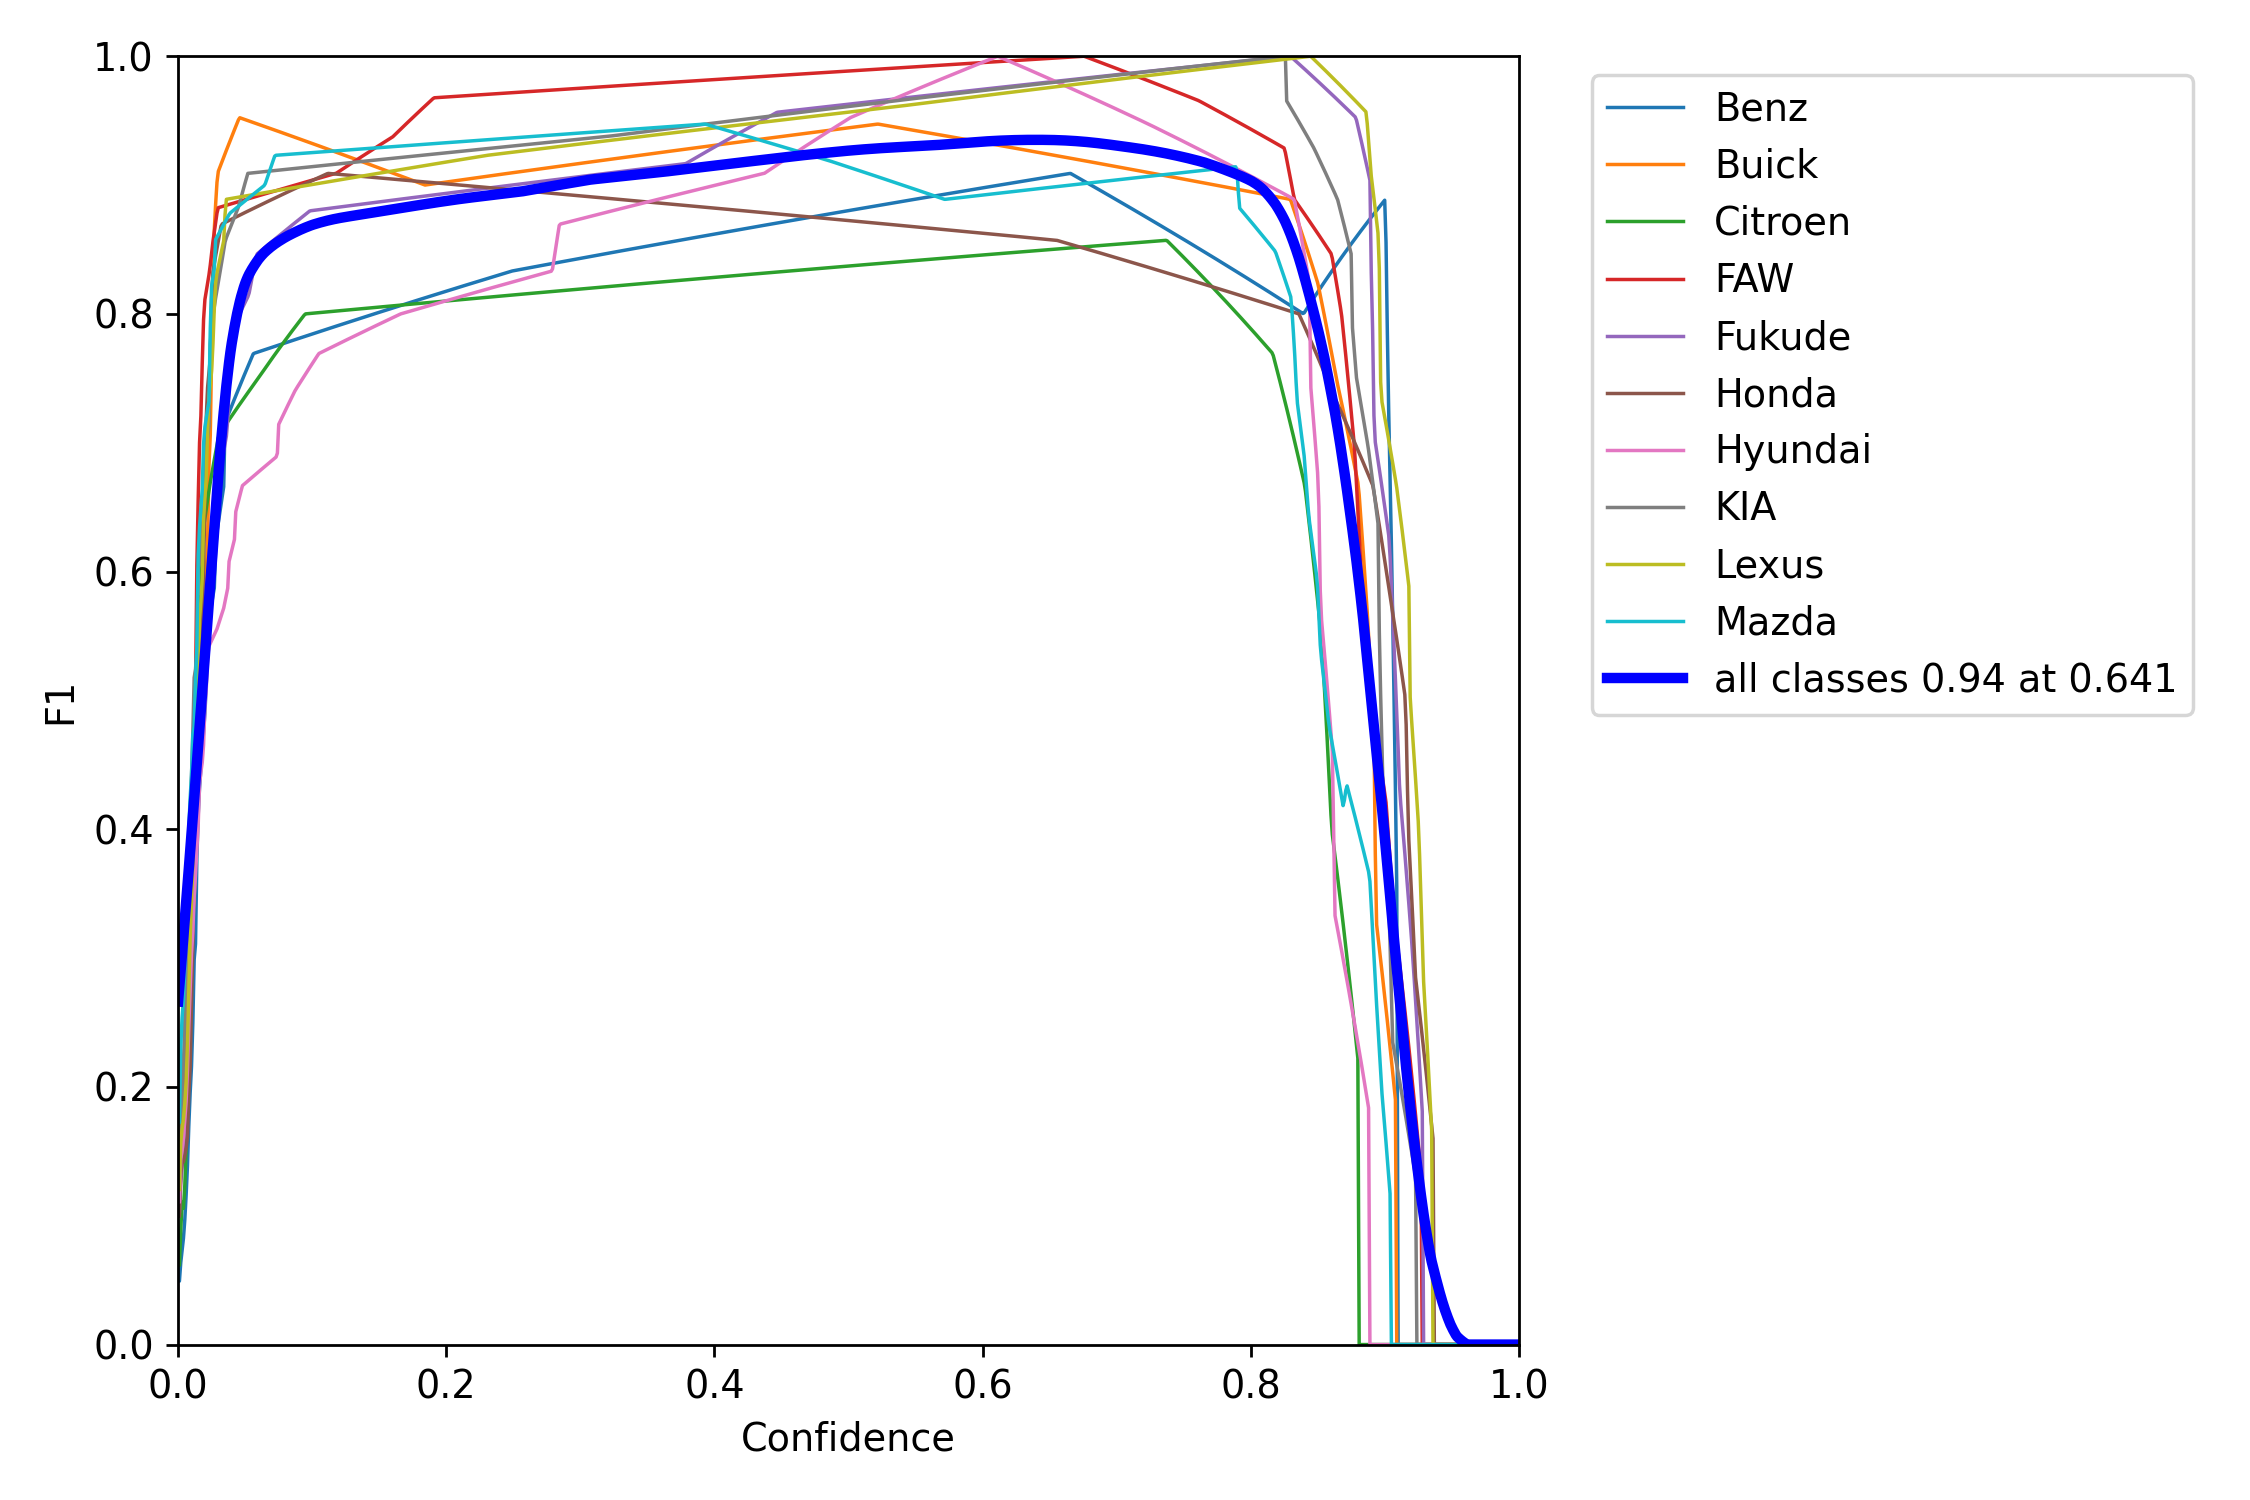 1.0
0.8
0.6
0.4
0.2
0.0
F1
0.0 0.2 0.4 0.6 0.8 1.0
Confidence
Benz
Buick
Citroen
FAW
Fukude
Honda
Hyundai
KIA
Lexus
Mazda
all classes 0.94 at 0.641